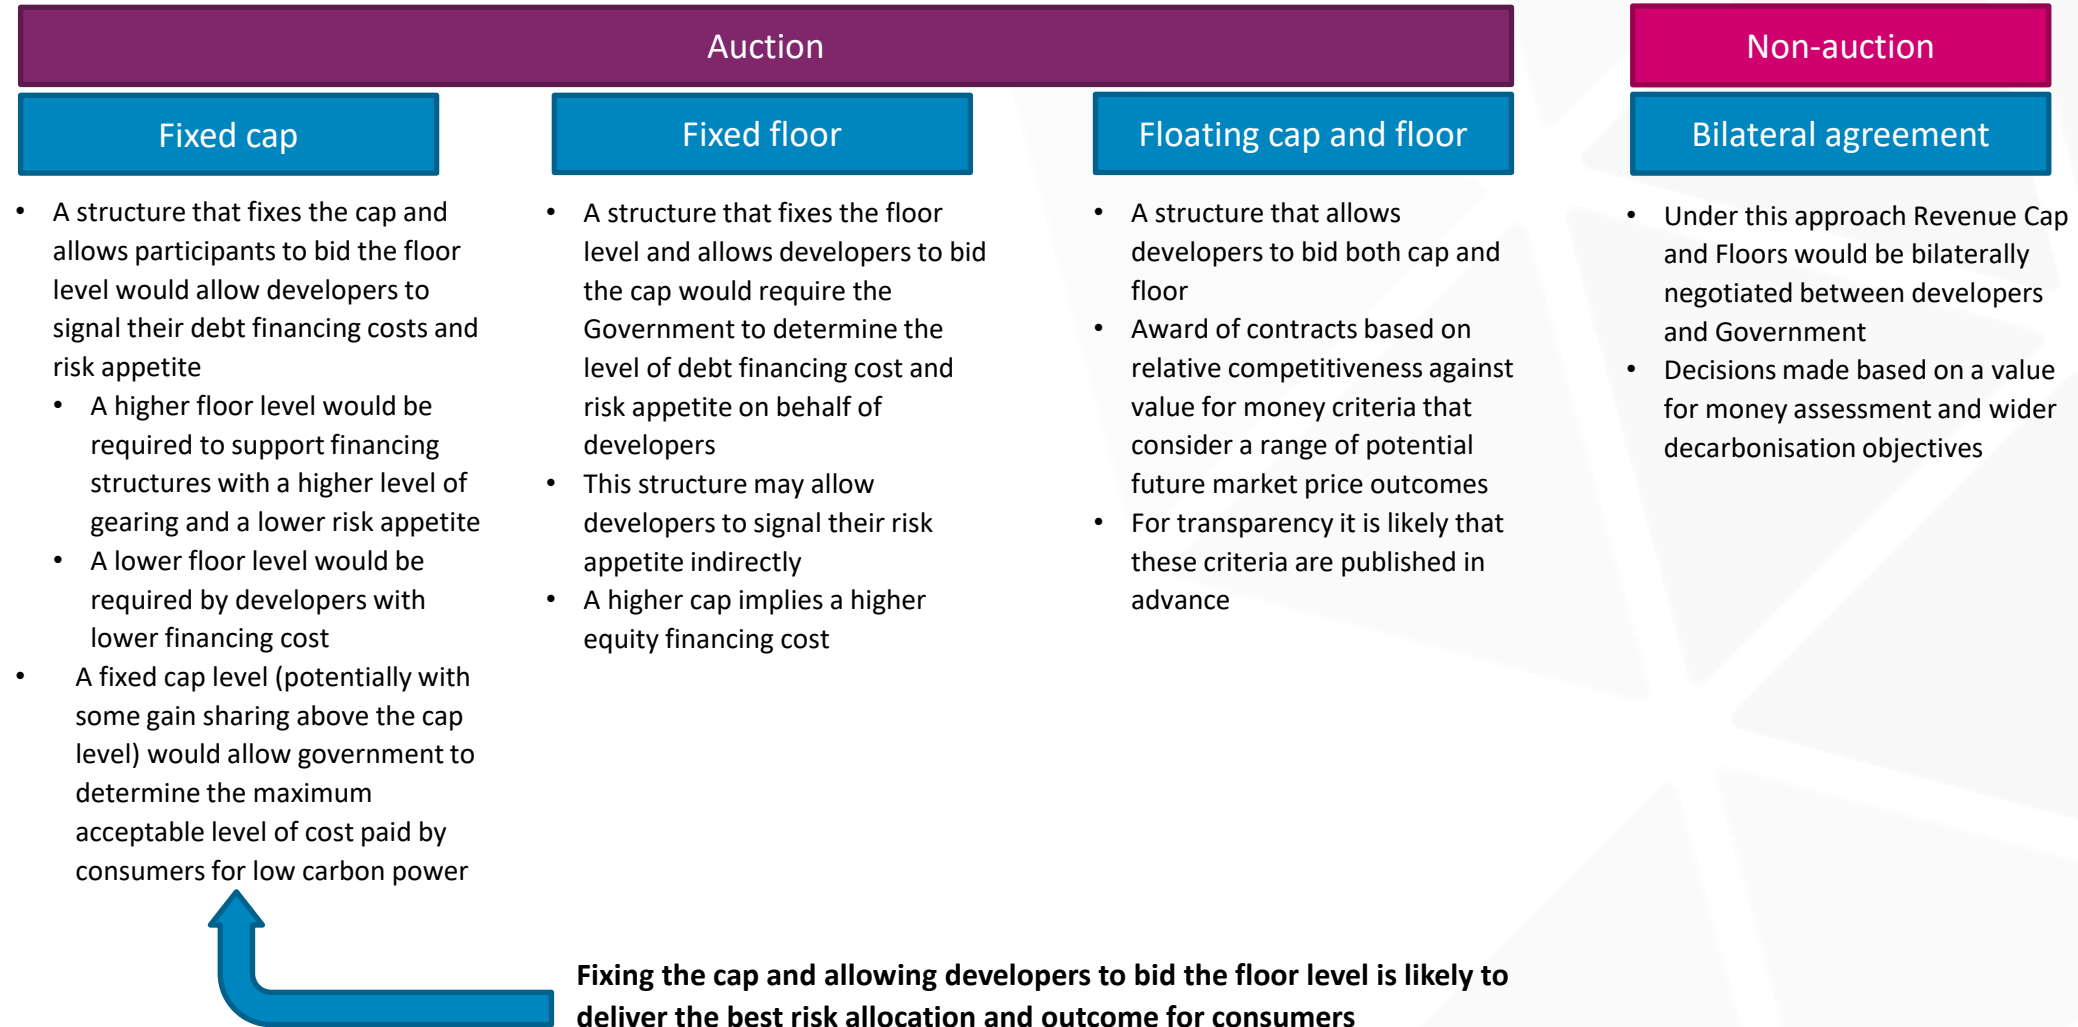 Auction
Non-auction
Fixed cap
Fixed floor
Floating cap and floor
Bilateral agreement
• A structure that fixes the cap and
allows participants to bid the floor
level would allow developers to
signal their debt financing costs and
risk appetite
• A higher floor level would be
required to support financing
structures with a higher level of
gearing and a lower risk appetite
• A lower floor level would be
required by developers with
lower financing cost
• A fixed cap level (potentially with
some gain sharing above the cap
level) would allow government to
determine the maximum
acceptable level of cost paid by
consumers for low carbon power
• A structure that fixes the floor
level and allows developers to bid
the cap would require the
Government to determine the
level of debt financing cost and
risk appetite on behalf of
developers
• This structure may allow
developers to signal their risk
appetite indirectly
• A higher cap implies a higher
equity financing cost
• A structure that allows
developers to bid both cap and
floor
• Award of contracts based on
relative competitiveness against
value for money criteria that
consider a range of potential
future market price outcomes
• For transparency it is likely that
these criteria are published in
advance
• Under this approach Revenue Cap
and Floors would be bilaterally
negotiated between developers
and Government
• Decisions made based on a value
for money assessment and wider
decarbonisation objectives
Fixing the cap and allowing developers to bid the floor level is likely to
deliver the best risk allocation and outcome for consumers